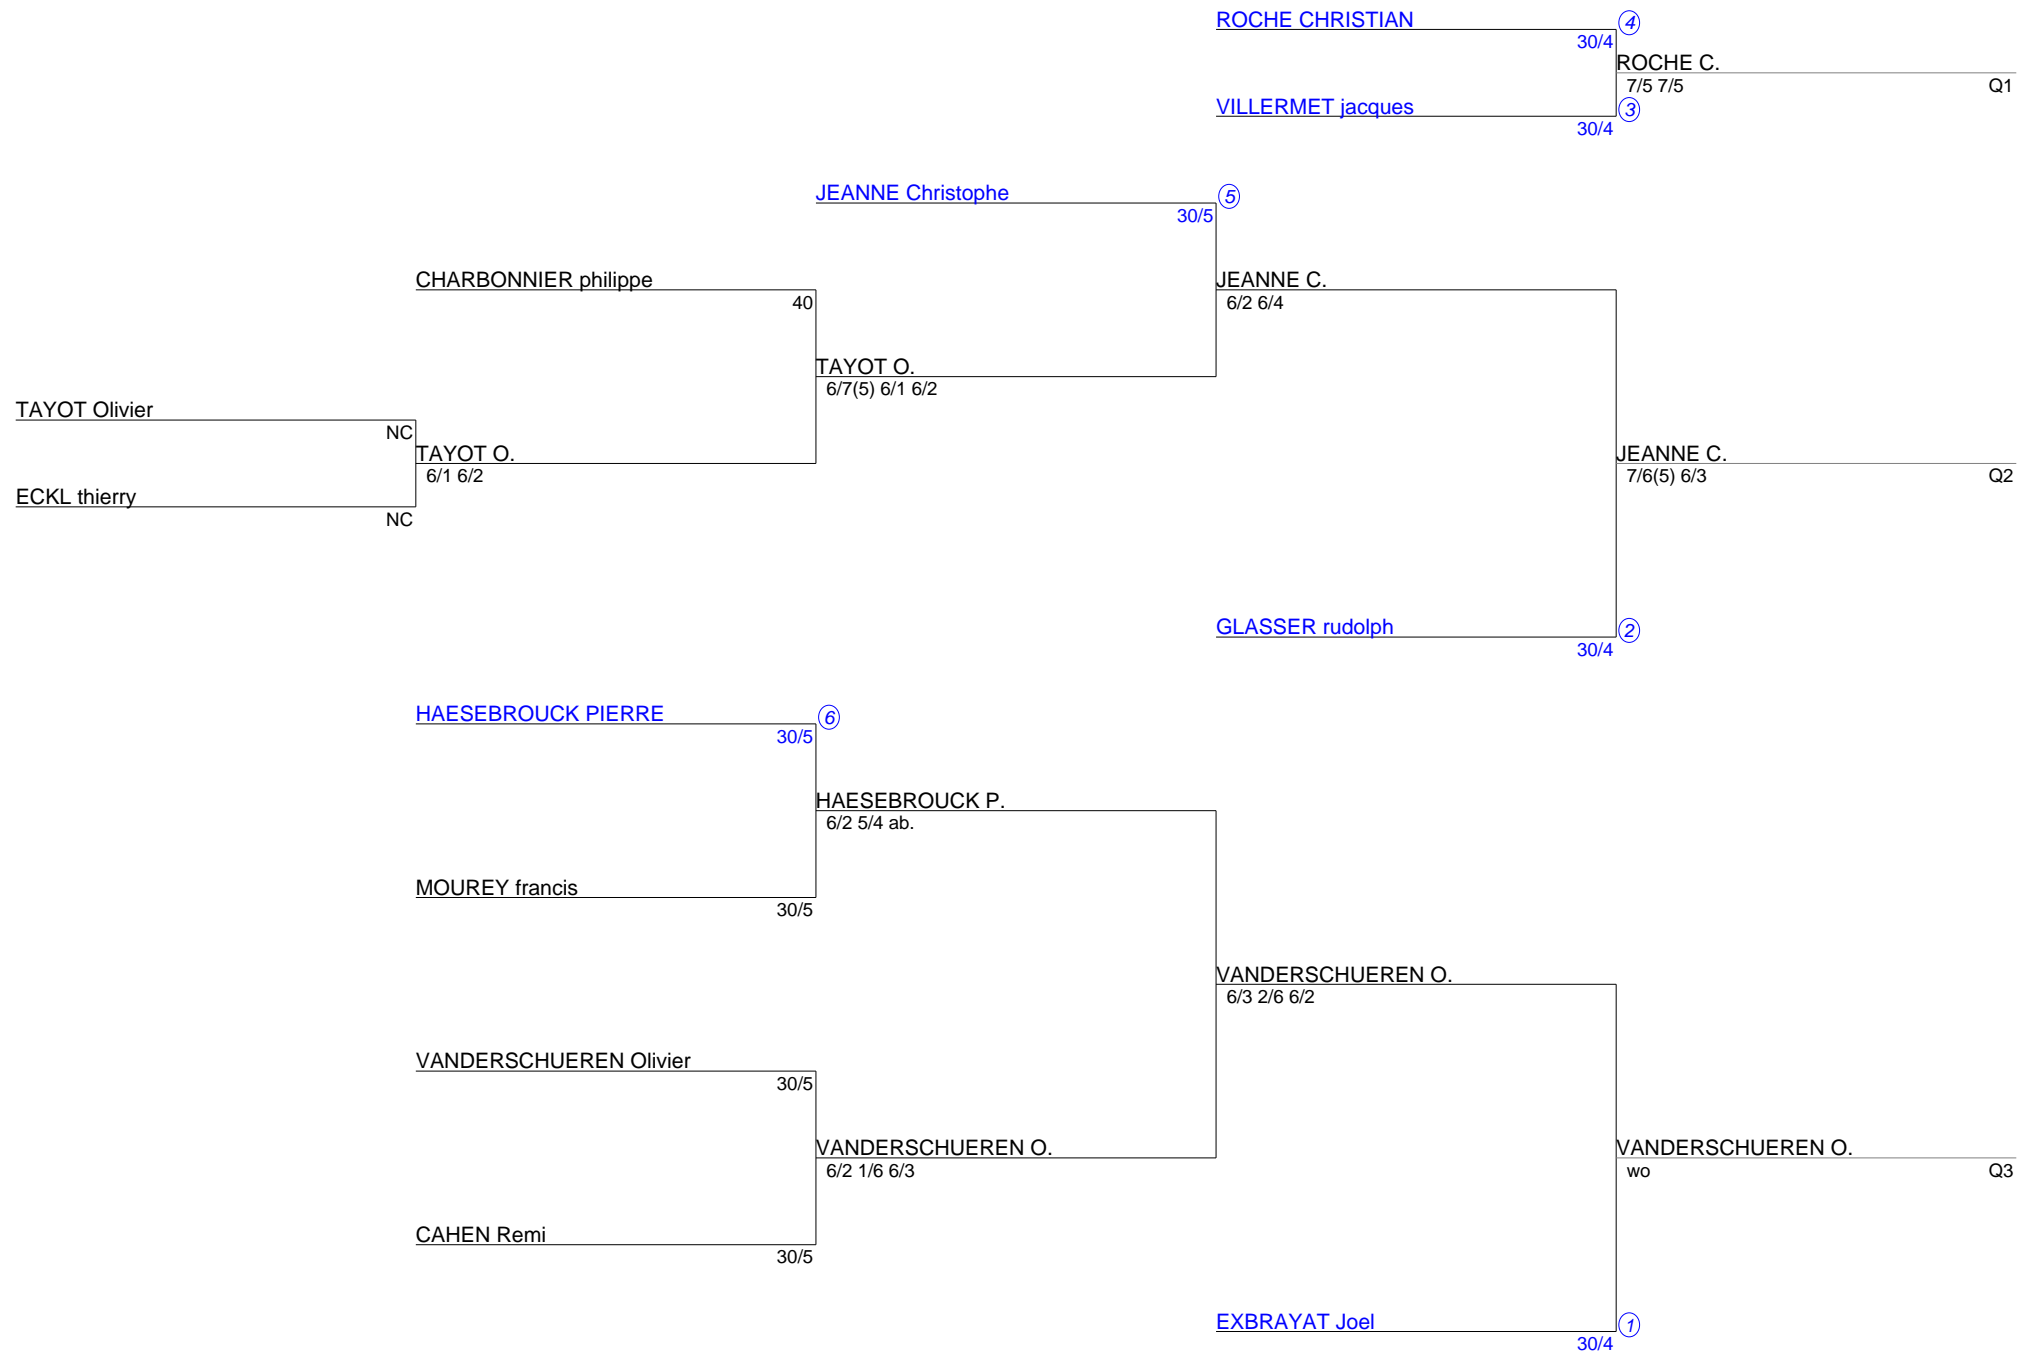 ROCHE CHRISTIAN
4
30/4
ROCHE C.
7/5 7/5
Q1
VILLERMET jacques
3
30/4
JEANNE Christophe
5
30/5
CHARBONNIER philippe
40
JEANNE C.
6/2 6/4
TAYOT O.
6/7(5) 6/1 6/2
TAYOT Olivier
NC
TAYOT O.
6/1 6/2
JEANNE C.
7/6(5) 6/3
Q2
ECKL thierry
NC
GLASSER rudolph
2
30/4
HAESEBROUCK PIERRE
6
30/5
HAESEBROUCK P.
6/2 5/4 ab.
MOUREY francis
30/5
VANDERSCHUEREN O.
6/3 2/6 6/2
VANDERSCHUEREN Olivier
30/5
VANDERSCHUEREN O.
6/2 1/6 6/3
VANDERSCHUEREN O.
wo
Q3
CAHEN Remi
30/5
EXBRAYAT Joel
1
30/4